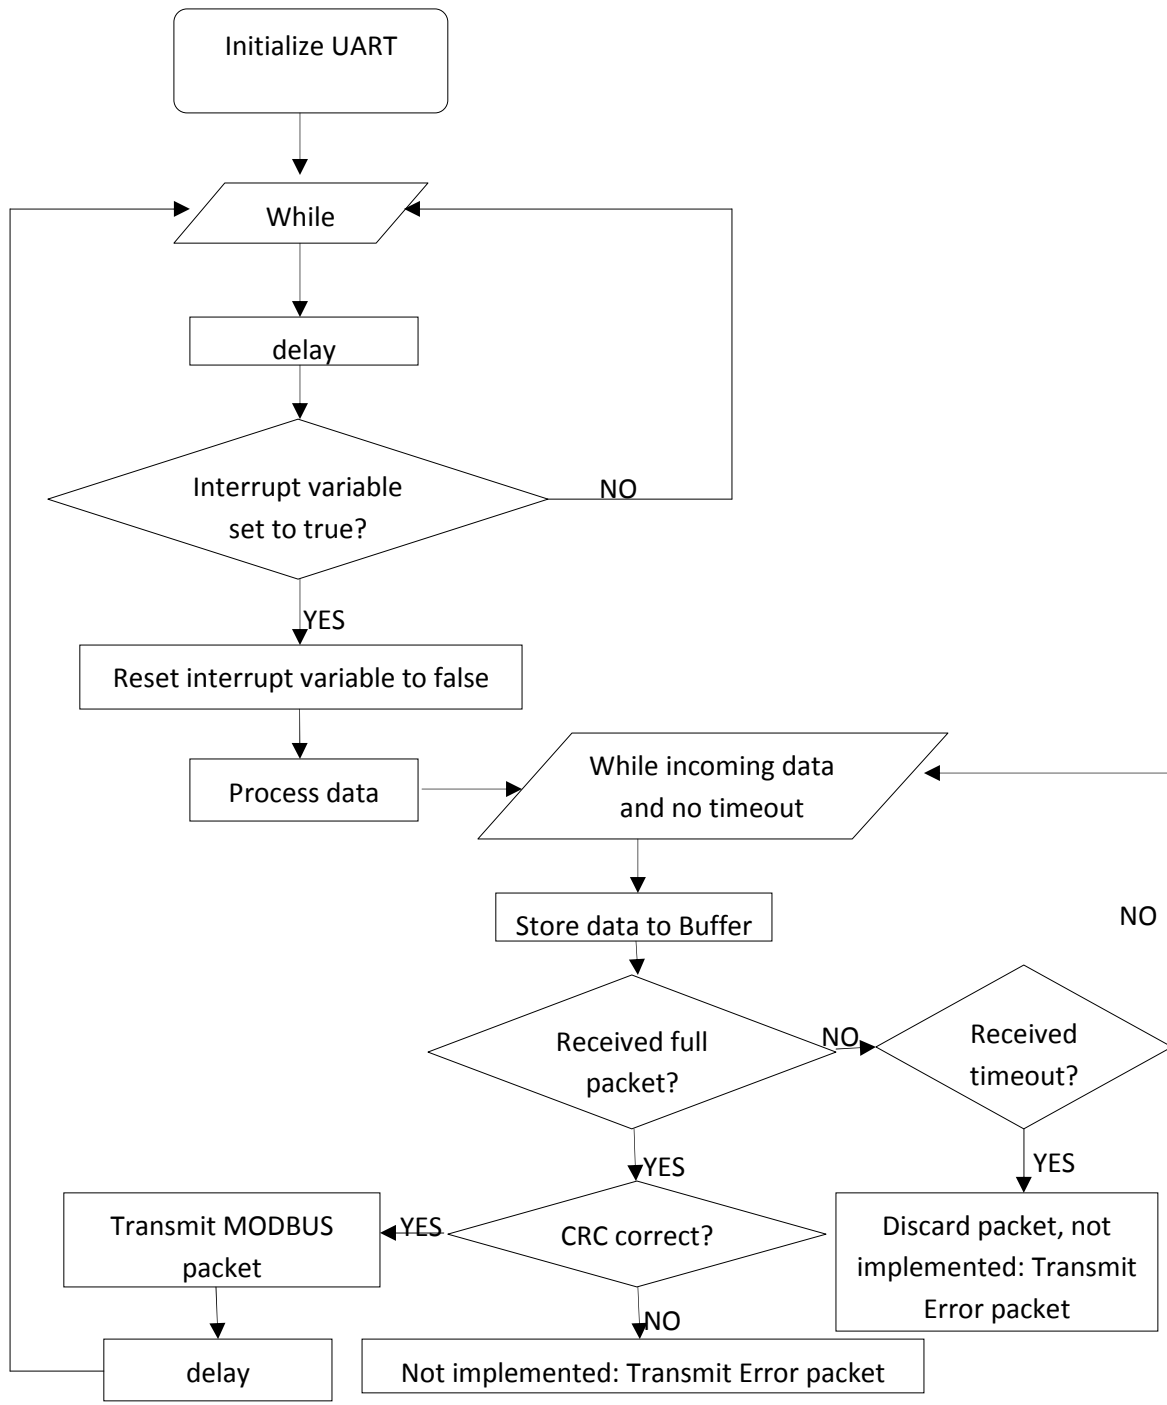 Initialize UART
While
delay
Interrupt variable
set to true?
NO
YES
Reset interrupt variable to false
Process data
While incoming data
and no timeout
Store data to Buffer
NO
Received full
packet?
NO
Received
timeout?
YES
YES
Transmit MODBUS
packet
YES
CRC correct?
Discard packet, not
implemented: Transmit
Error packet
NO
delay
Not implemented: Transmit Error packet